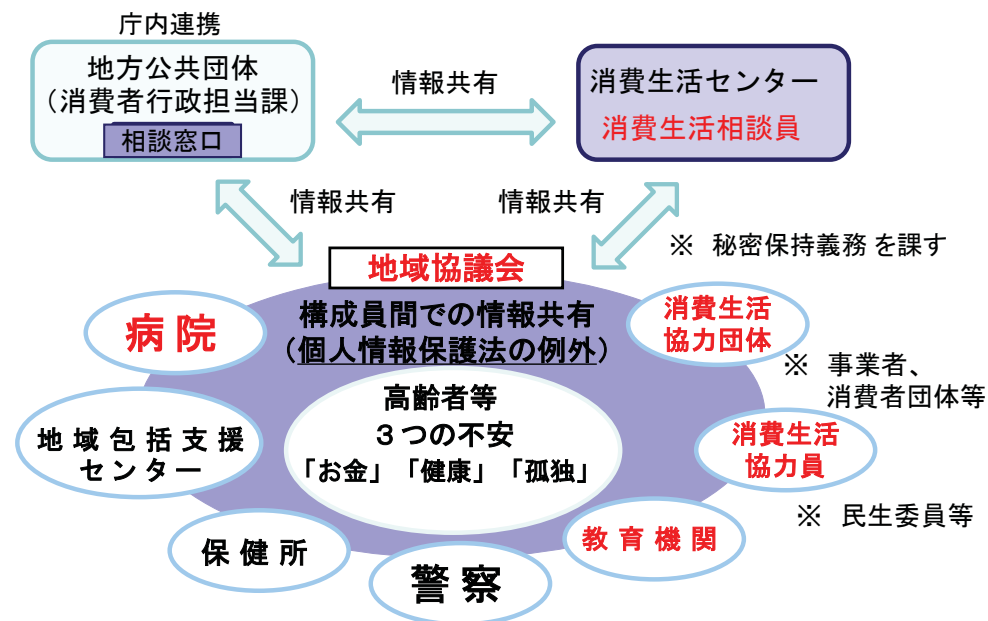 庁内連携
地方公共団体
（消費者行政担当課）
相談窓口
情報共有
消費生活センター
消費生活相談員
情報共有
情報共有
※ 秘密保持義務を課す
地域協議会
構成員間での情報共有
（個人情報保護法の例外）
高齢者等
３つの不安
「お金」「健康」「孤独」
病院
地域包括支援
センター
保健所
警察
教育機関
消費生活
協力団体
※ 事業者、
消費者団体等
消費生活
協力員
※ 民生委員等